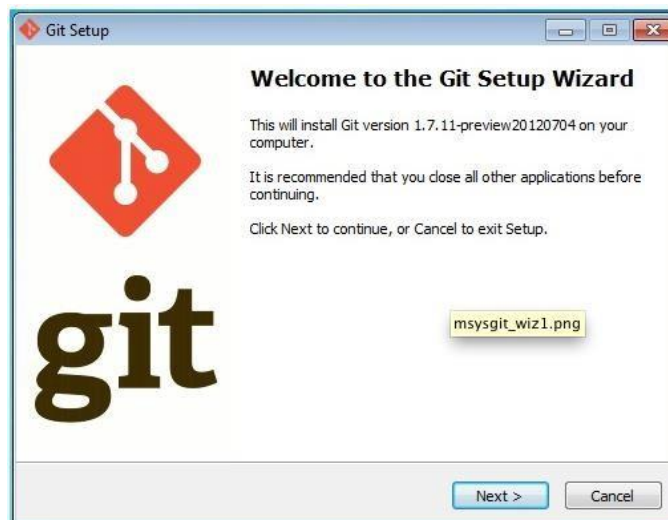 Git Setup
Welcome to the Git Setup Wizard
This will install Git version 1.7.11-preview20120704 on your
computer.
It is recommended that you close all other applications before
continuing.
Click Next to continue, or Cancel to exit Setup.
git
msysgit_wiz1.png
Next >
Cancel